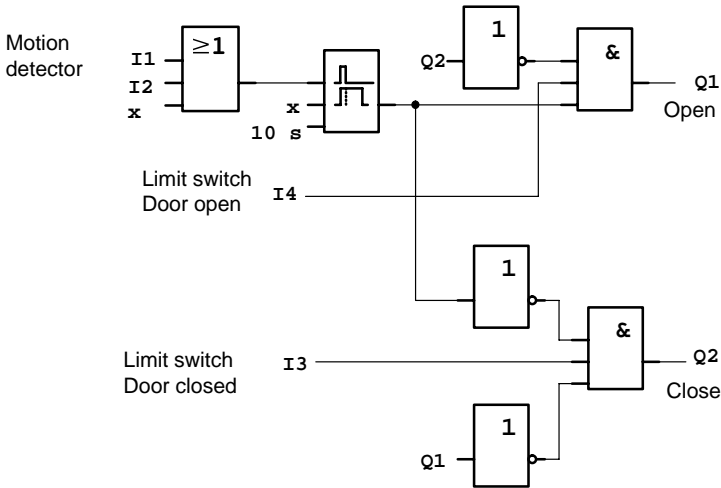 Motion
detector
I1
I2
x
≥1
x
10 s
Q2
1
&
Q1
Open
Limit switch
Door open
I4
1
Limit switch
Door closed
I3
&
Q2
Close
1
Q1